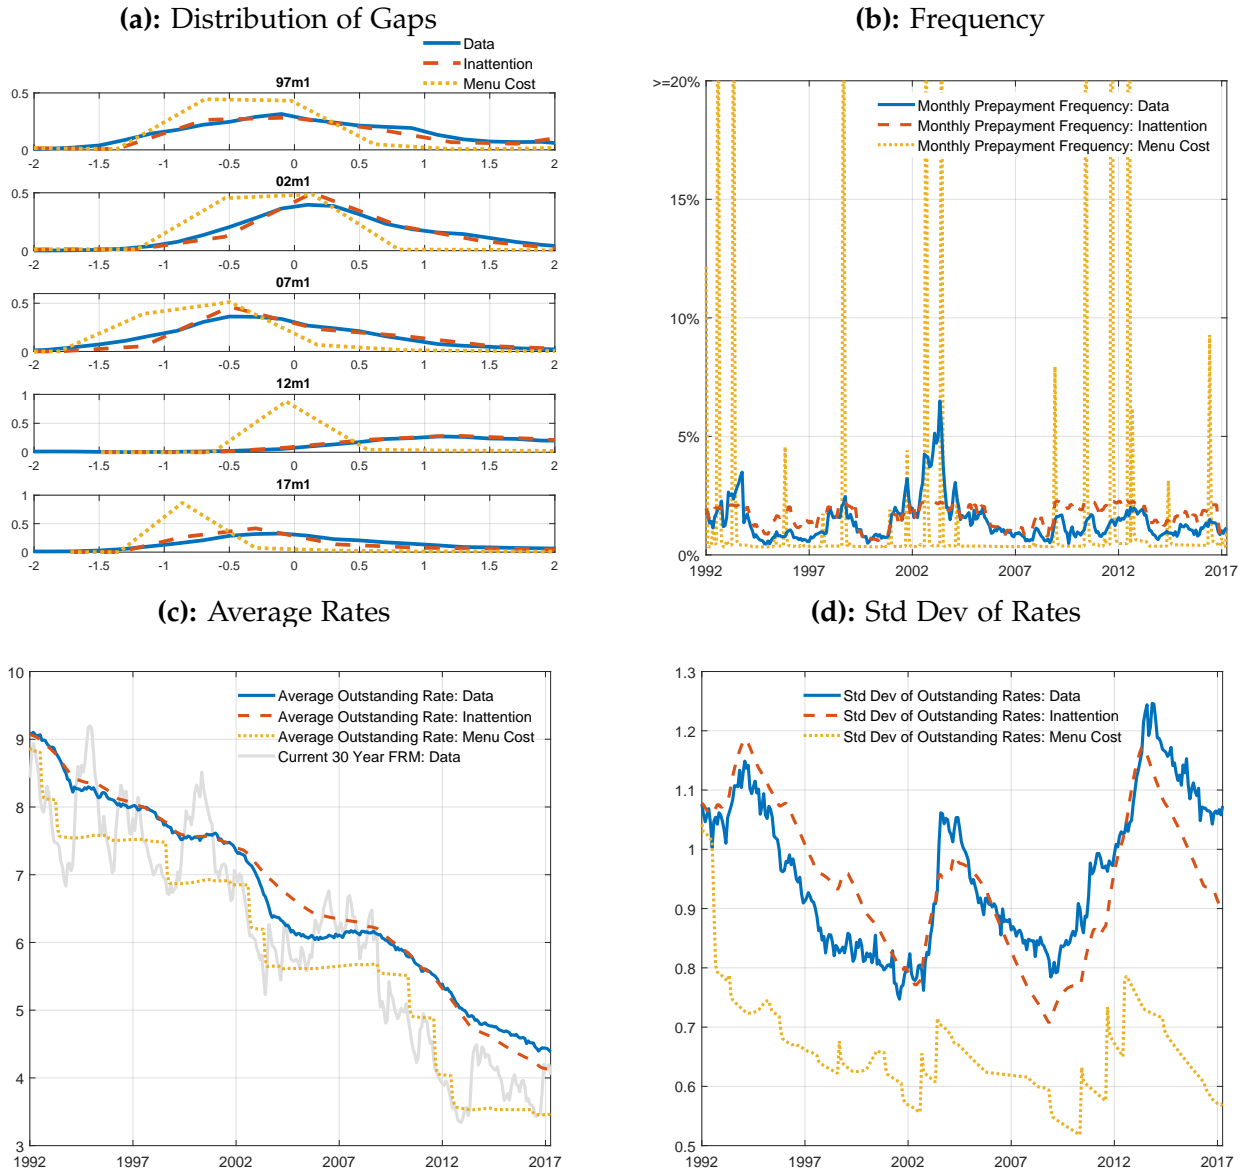 (a): Distribution of Gaps
Data
Inattention
Menu Cost
97m1
0.5
0
-2 -1.5 -1 -0.5 0 0.5 1 1.5 2
02m1
0.5
0
-2 -1.5 -1 -0.5 0 0.5 1 1.5 2
07m1
0.5
0
-2 -1.5 -1 -0.5 0 0.5 1 1.5 2
12m1
1
0.5
0
-2 -1.5 -1 -0.5 0 0.5 1 1.5 2
17m1
1
0.5
0
-2 -1.5 -1 -0.5 0 0.5 1 1.5 2
(b): Frequency
>=20%
15%
10%
5%
0%
Monthly Prepayment Frequency: Data
Monthly Prepayment Frequency: Inattention
Monthly Prepayment Frequency: Menu Cost
1992 1997 2002 2007 2012 2017
(c): Average Rates
10
9
8
7
6
5
4
3
Average Outstanding Rate: Data
Average Outstanding Rate: Inattention
Average Outstanding Rate: Menu Cost
Current 30 Year FRM: Data
1992 1997 2002 2007 2012 2017
(d): Std Dev of Rates
1.3
1.2
1.1
1
0.9
0.8
0.7
0.6
0.5
Std Dev of Outstanding Rates: Data
Std Dev of Outstanding Rates: Inattention
Std Dev of Outstanding Rates: Menu Cost
1992 1997 2002 2007 2012 2017